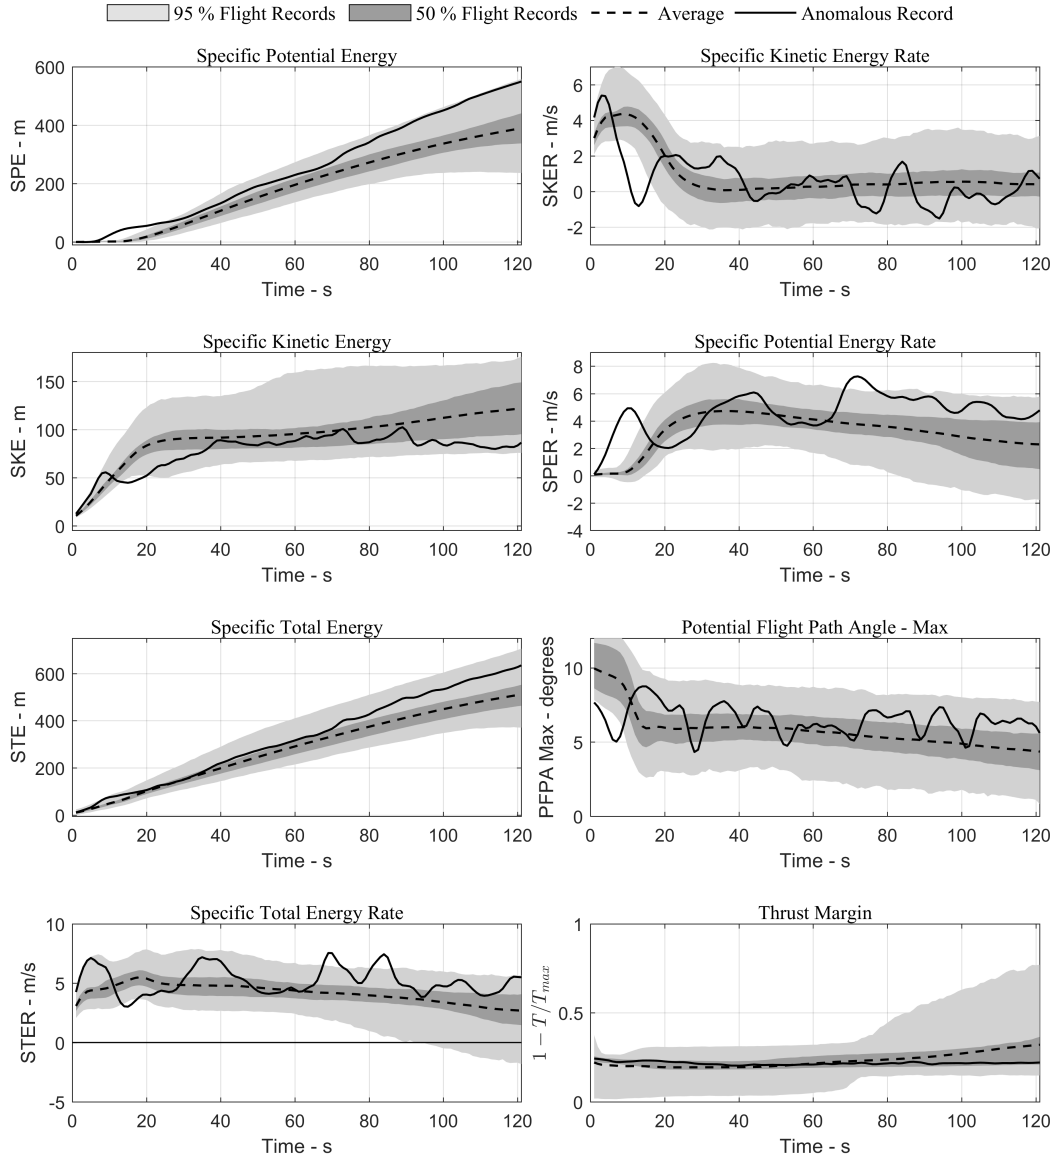 95 % Flight Records 50 % Flight Records Average Anomalous Record
Specific Potential Energy
SPE - m
600
400
200
0
0 20 40 60 80 100 120
Time - s
Specific Kinetic Energy Rate
SKER - m/s
6
4
2
0
-2
0 20 40 60 80 100 120
Time - s
Specific Kinetic Energy
SKE - m
150
100
50
0
0 20 40 60 80 100 120
Time - s
Specific Potential Energy Rate
SPER - m/s
8
6
4
2
0
-2
-4
0 20 40 60 80 100 120
Time - s
Specific Total Energy
STE - m
600
400
200
0
0 20 40 60 80 100 120
Time - s
Potential Flight Path Angle - Max
PFPA Max - degrees
10
5
0
0 20 40 60 80 100 120
Time - s
Specific Total Energy Rate
STER - m/s
10
5
0
-5
0 20 40 60 80 100 120
Time - s
Thrust Margin
1 − T/Tmax
1
0.5
0
0 20 40 60 80 100 120
Time - s